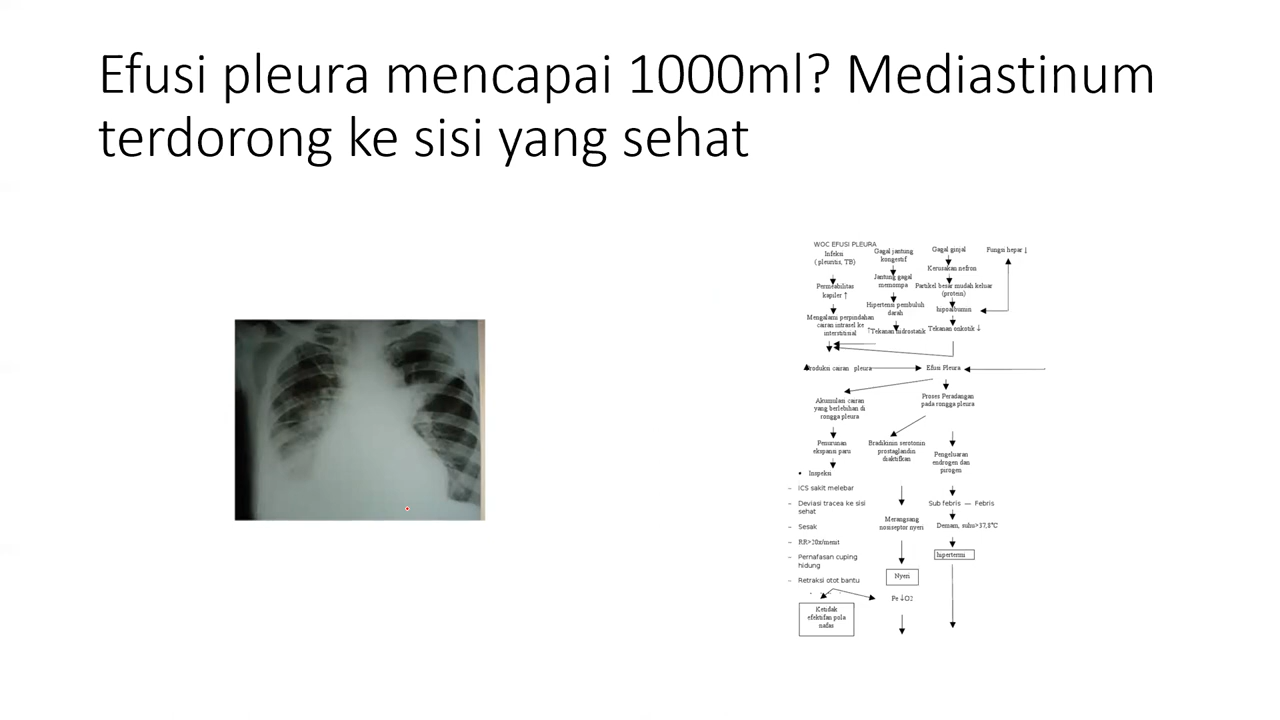 Efusi pleura mencapai 1000ml? Mediastinum
terdorong ke sisi yang sehat
WOC EFUSI PLEURA
Infeksi
( pleuritis, TB)
Permeabilitas
kapiler ↑
Mengalami perpindahan
cairan intrasel ke
interstitinal
Gagal jantung
kongestif
Jantung gagal
memompa
Hipertensi pembuluh
darah
↑Tekanan hidrostatik
Gagal ginjal
Kerusakan nefron
Partikel besar mudah keluar
(protein)
hipoalbumin
Tekanan onkotik ↓
Fungsi hepar ↓
produksi cairan pleura
Efusi Pleura
Akumulasi cairan
yang berlebihan di
rongga pleura
Penurunan
ekspansi paru
• Inspeksi
– ICS sakit melebar
– Deviasi tracea ke sisi
sehat
– Sesak
– RR>20x/menit
– Pernafasan cuping
hidung
– Retraksi otot bantu
Ketidak
efektifan pola
nafas
Proses Peradangan
pada rongga pleura
Bradikinin serotonin
prostaglandin
diaktifkan
Merangsang
nosiseptor nyeri
Nyeri
Pe ↓O2
Pengeluaran
endrogen dan
pirogen
Sub febris — Febris
Demam, suhu>37,8°C
hipertermi